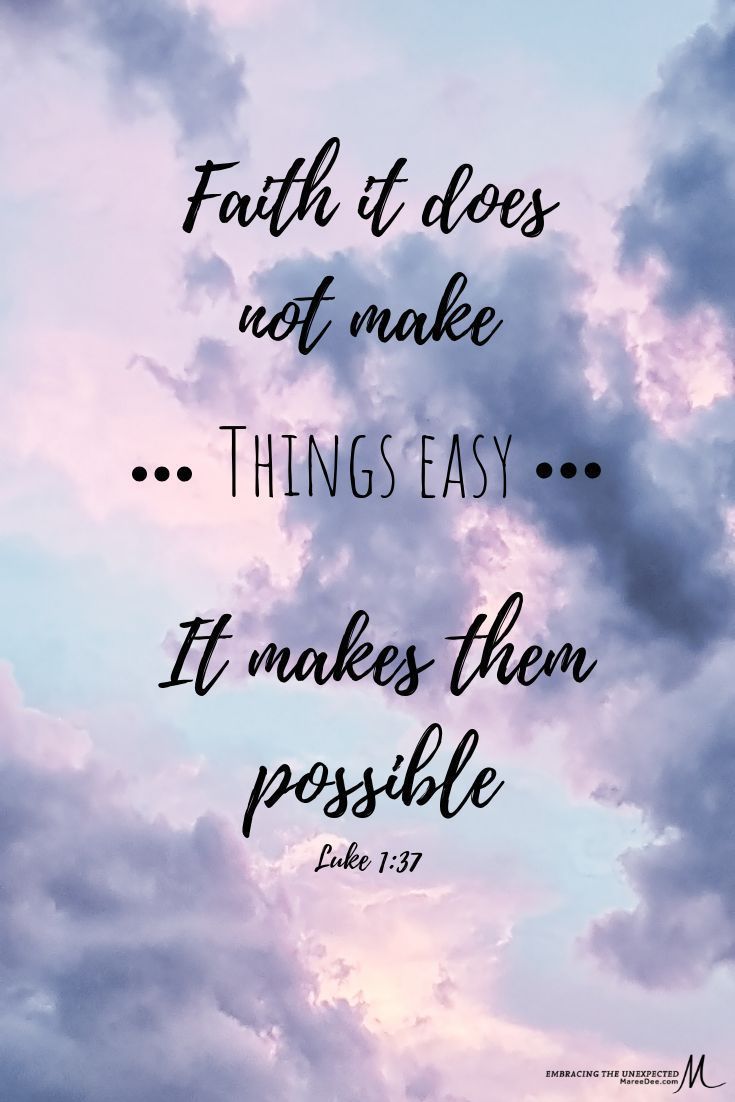 Faith it does
not make
••• THINGS EASY •••
It makes them
possible
Luke 1:37
EMBRACING THE UNEXPECTED M
MareeDee.com